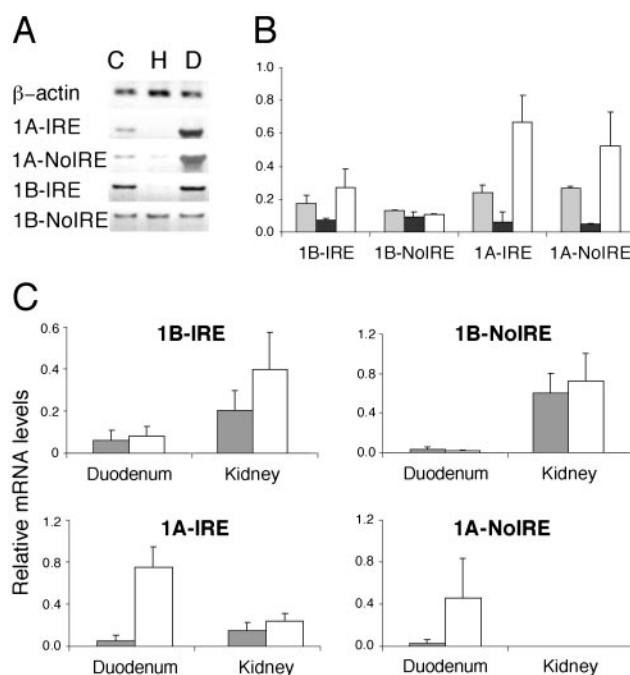 A
C H D
β–actin
1A-IRE
1A-NoIRE
1B-IRE
1B-NoIRE
B
1.0
0.8
0.6
0.4
0.2
0.0
1B-IRE 1B-NoIRE 1A-IRE 1A-NoIRE
C
Relative mRNA levels
1B-IRE
0.6
0.4
0.2
0
Duodenum Kidney
1B-NoIRE
1.2
0.8
0.4
0.0
Duodenum Kidney
1A-IRE
1.2
0.8
0.4
0
Duodenum Kidney
1A-NoIRE
1.2
0.8
0.4
0
Duodenum Kidney